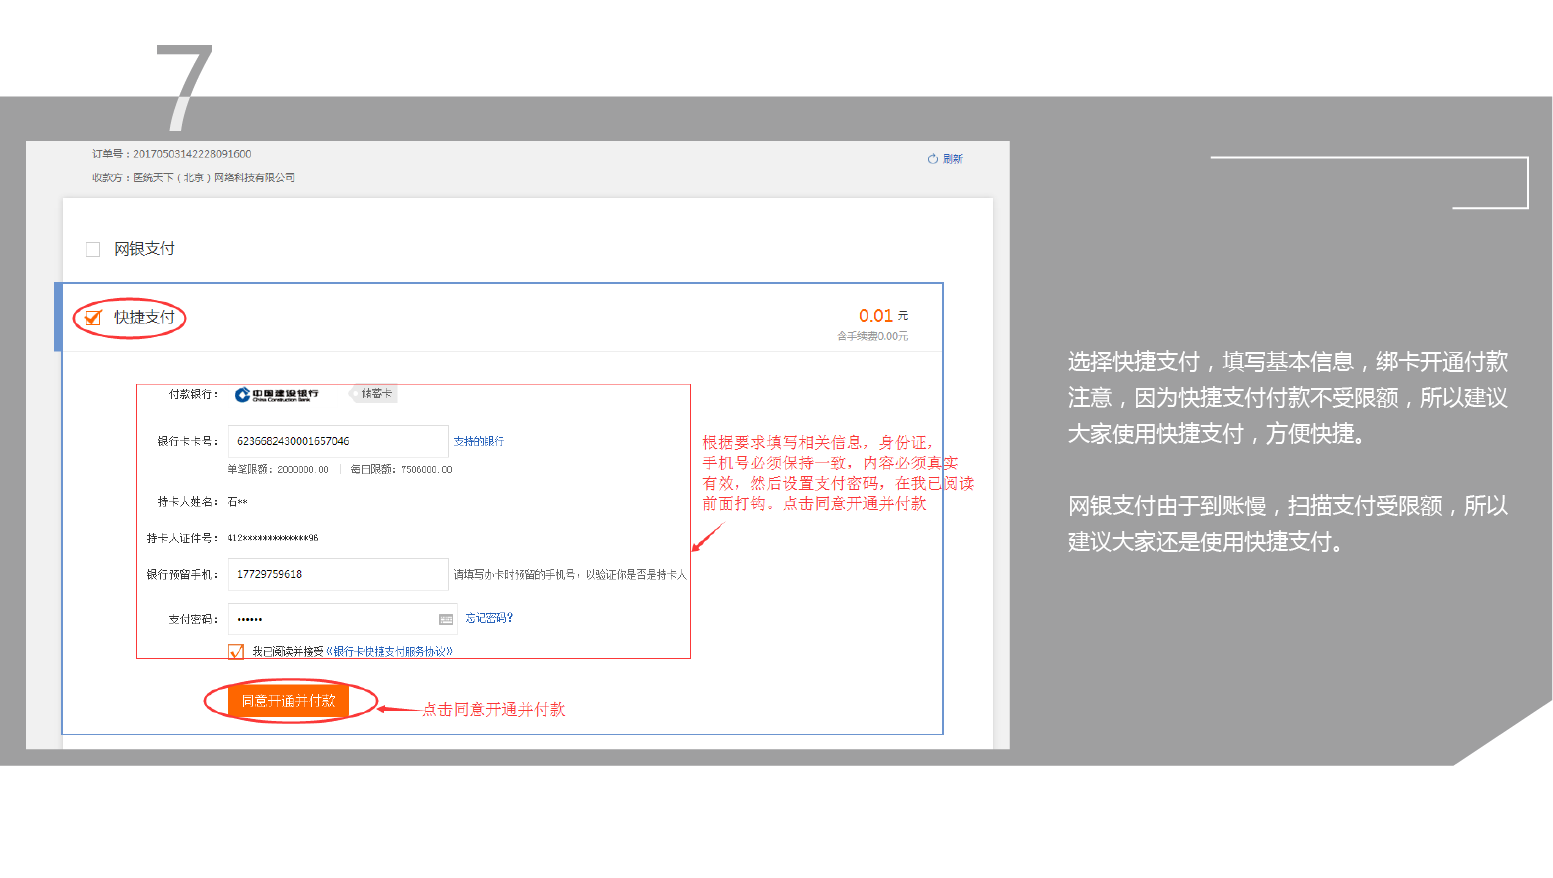 7
订单号：20170503142228091600
刷新
收款方：匡统天下（北京）网络科技有限公司
网银支付
快捷支付
0.01 元
含手续费0.00元
付款银行：
中国建设银行
China Construction Bank
储蓄卡
银行卡卡号：
6236682430001657046
支持的银行
单笔限额：2000000.00 | 每日限额：7506000.00
持卡人姓名：石**
持卡人证件号：412*************96
银行预留手机：
17729759618
请填写办卡时预留的手机号，以验证你是否是持卡人
支付密码：
••••••
忘记密码?
我已阅读并接受《银行卡快捷支付服务协议》
同意开通并付款
点击同意开通并付款
根据要求填写相关信息，身份证，
手机号必须保持一致，内容必须真实
有效，然后设置支付密码，在我已阅读
前面打钩。点击同意开通并付款
选择快捷支付，填写基本信息，绑卡开通付款
注意，因为快捷支付付款不受限额，所以建议
大家使用快捷支付，方便快捷。
网银支付由于到账慢，扫描支付受限额，所以
建议大家还是使用快捷支付。